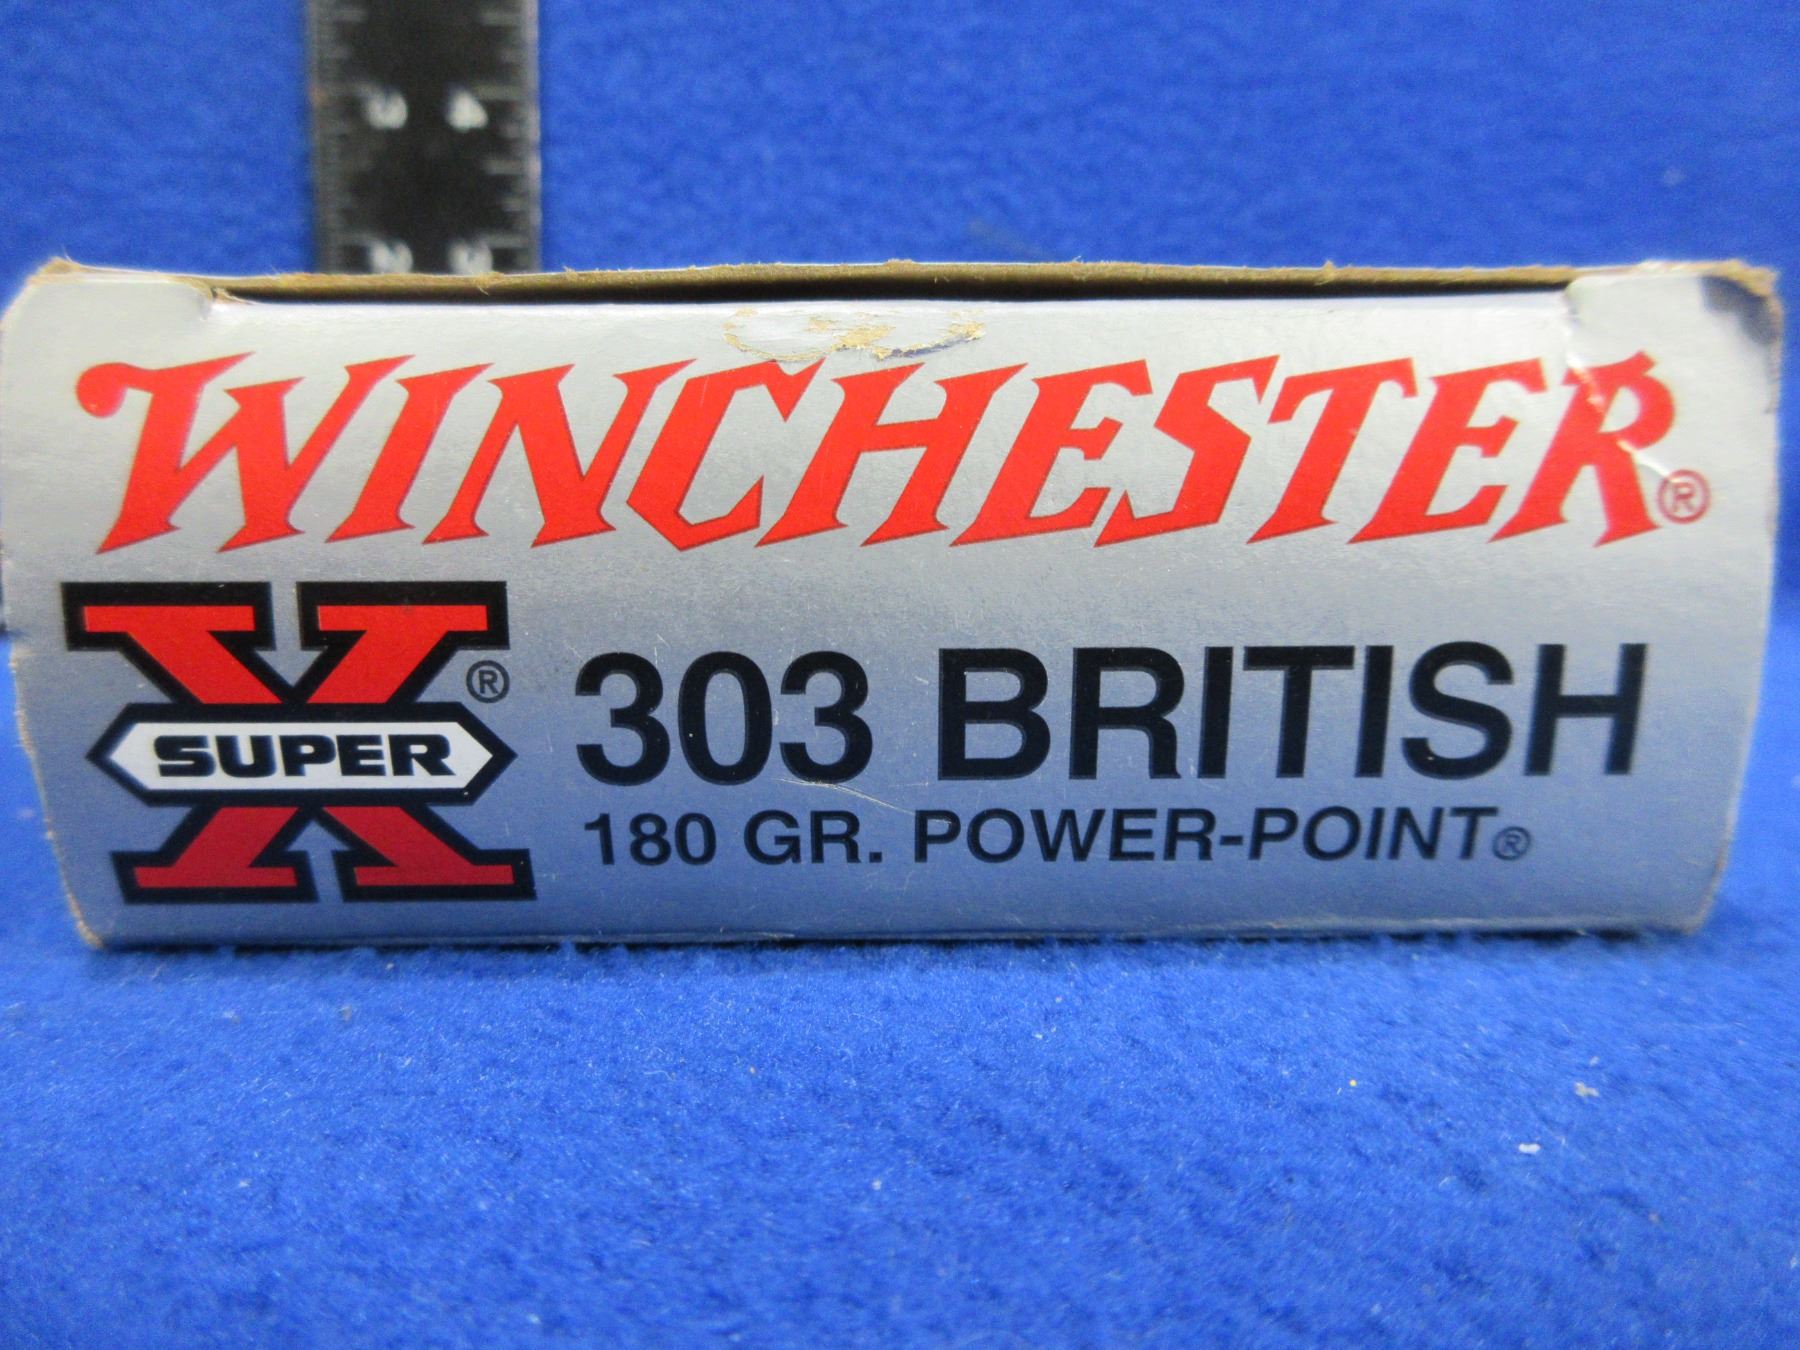 WINCHESTER®
X® SUPER
303 BRITISH
180 GR. POWER-POINT®